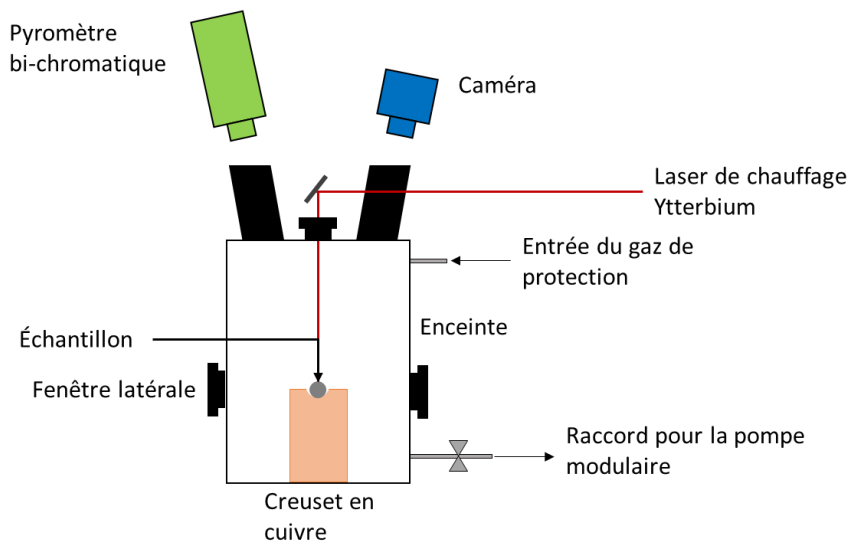 Pyromètre
bi-chromatique
Caméra
Laser de chauffage
Ytterbium
Entrée du gaz de
protection
Enceinte
Échantillon
Fenêtre latérale
Raccord pour la pompe
modulaire
Creuset en
cuivre